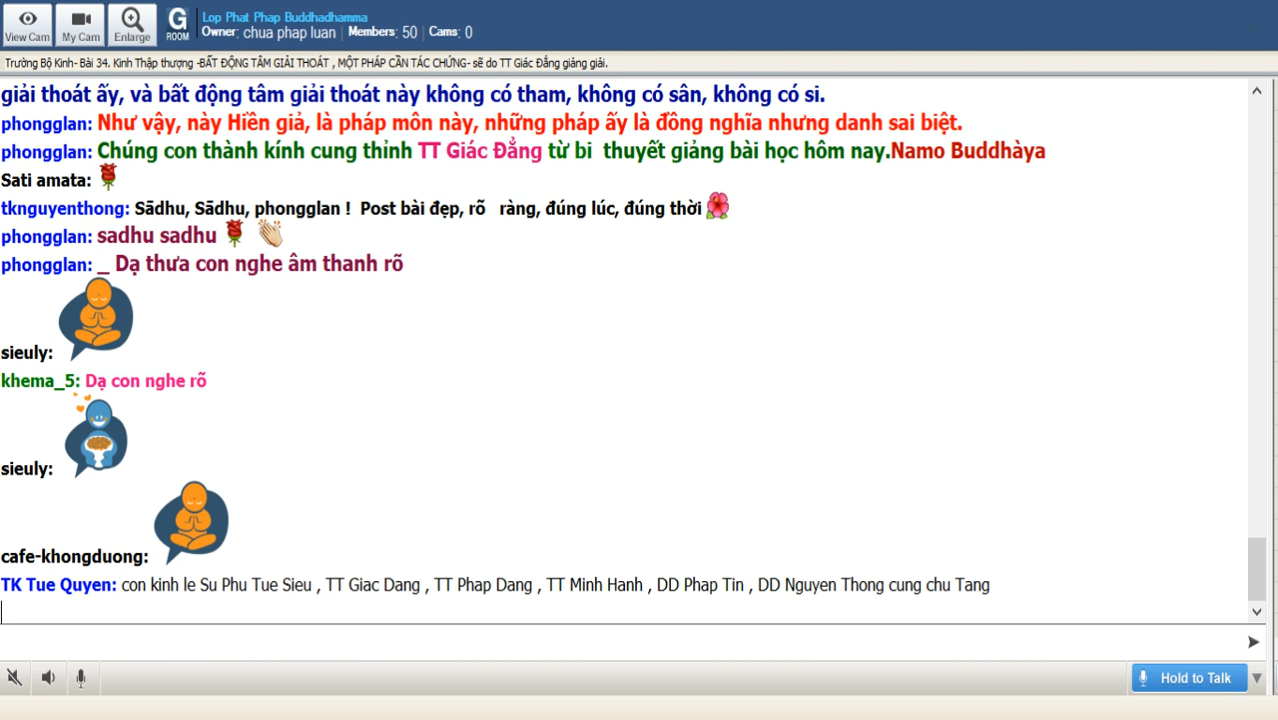 View Cam
My Cam
Enlarge
G
ROOM
Lop Phat Phap Buddhadhamma
Owner: chua phap luan | Members: 50 | Cams: 0
Trường Bộ Kinh- Bài 34. Kinh Thập thượng -BẤT ĐỘNG TÂM GIẢI THOÁT , MỘT PHÁP CẦN TÁC CHỨNG- sẽ do TT Giác Đẳng giảng giải.
giải thoát ấy, và bất động tâm giải thoát này không có tham, không có sân, không có si.
phongglan: Như vậy, này Hiền giả, là pháp môn này, những pháp ấy là đồng nghĩa nhưng danh sai biệt.
phongglan: Chúng con thành kính cung thỉnh TT Giác Đẳng từ bi thuyết giảng bài học hôm nay.Namo Buddhàya
Sati amata:
tknguyenthong: Sādhu, Sādhu, phongglan ! Post bài đẹp, rõ ràng, đúng lúc, đúng thời
phongglan: sadhu sadhu
phongglan: _ Dạ thưa con nghe âm thanh rõ
sieuly:
khema_5: Dạ con nghe rõ
sieuly:
cafe-khongduong:
TK Tue Quyen: con kinh le Su Phu Tue Sieu , TT Giac Dang , TT Phap Dang , TT Minh Hanh , DD Phap Tin , DD Nguyen Thong cung chu Tang
Hold to Talk